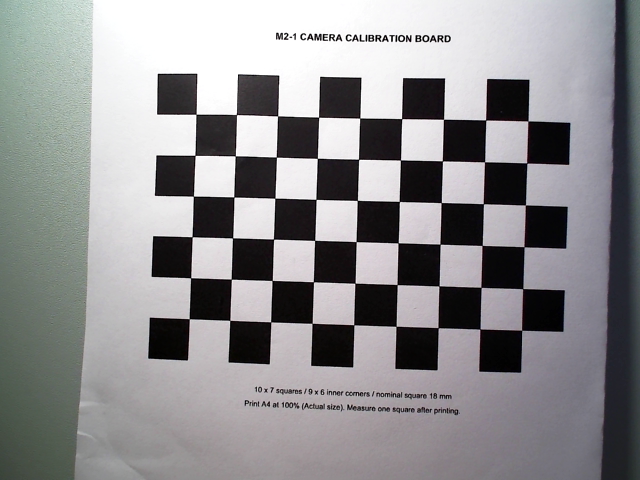 M2-1 CAMERA CALIBRATION BOARD
10 x 7 squares / 9 x 6 inner corners / nominal square 18 mm
Print A4 at 100% (Actual size). Measure one square after printing.